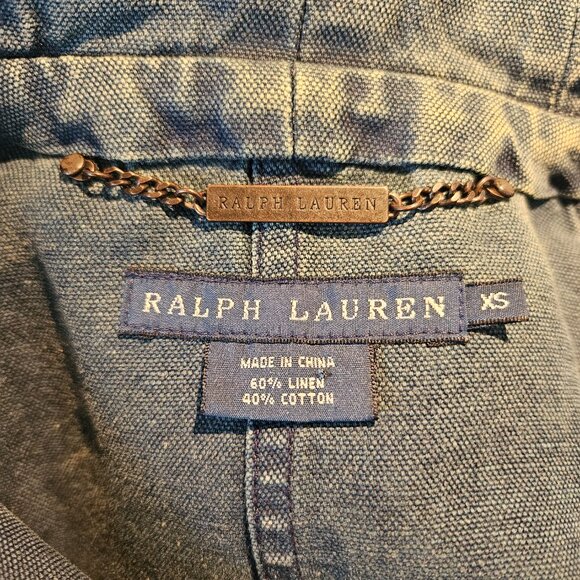 RALPH LAUREN
RALPH LAUREN XS
MADE IN CHINA
60% LINEN
40% COTTON